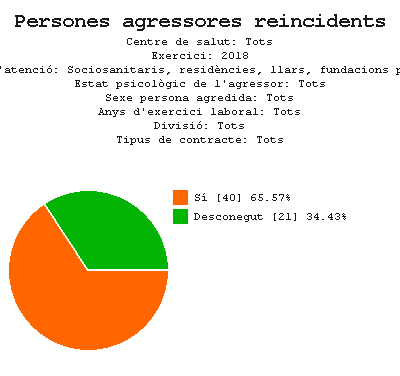 Persones agressores reincidents
Centre de salut: Tots
Exercici: 2018
'atenció: Sociosanitaris, residències, llars, fundacions p
Estat psicològic de l'agressor: Tots
Sexe persona agredida: Tots
Anys d'exercici laboral: Tots
Divisió: Tots
Tipus de contracte: Tots
Sí [40] 65.57%
Desconegut [21] 34.43%